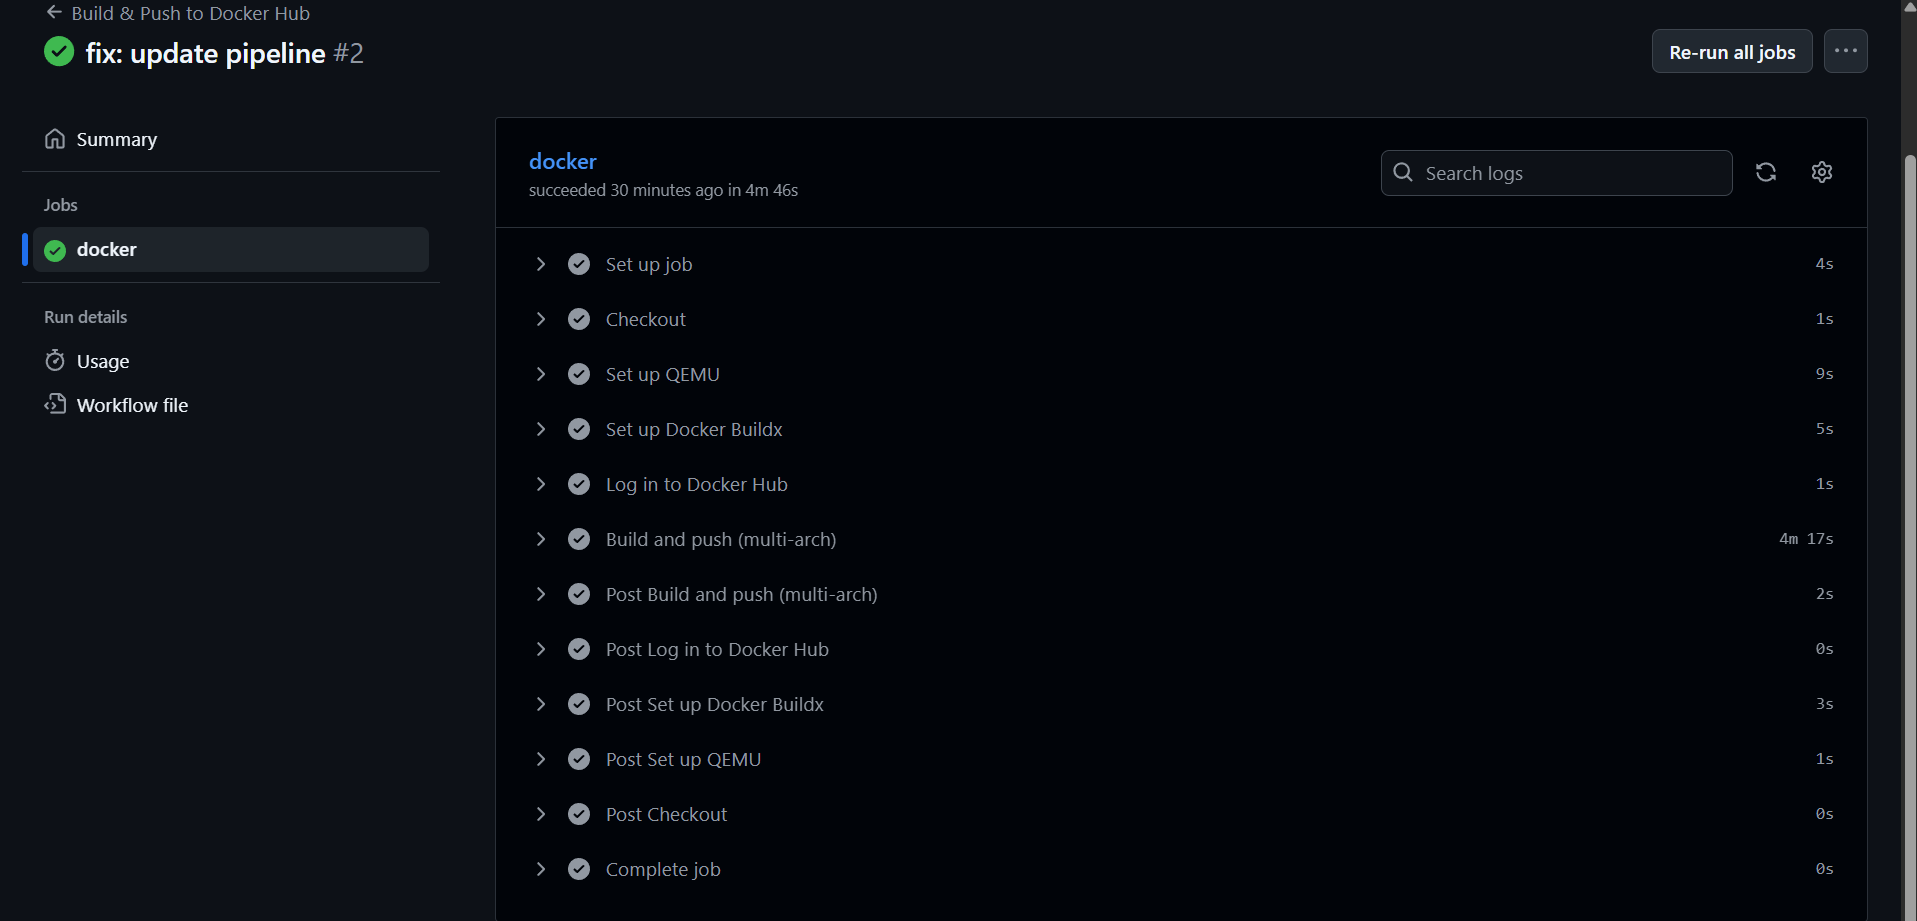 Build & Push to Docker Hub
fix: update pipeline #2
Re-run all jobs
Summary
Jobs
docker
Run details
Usage
Workflow file
docker
succeeded 30 minutes ago in 4m 46s
Search logs
Set up job 4s
Checkout 1s
Set up QEMU 9s
Set up Docker Buildx 5s
Log in to Docker Hub 1s
Build and push (multi-arch) 4m 17s
Post Build and push (multi-arch) 2s
Post Log in to Docker Hub 0s
Post Set up Docker Buildx 3s
Post Set up QEMU 1s
Post Checkout 0s
Complete job 0s